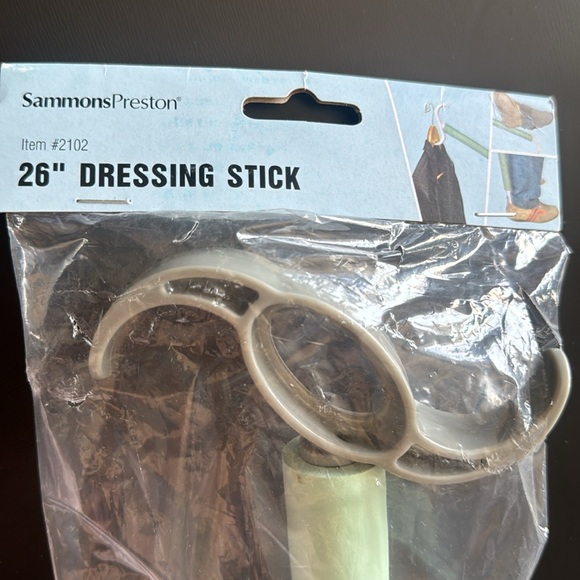 SammonsPreston®
Item #2102
26" DRESSING STICK